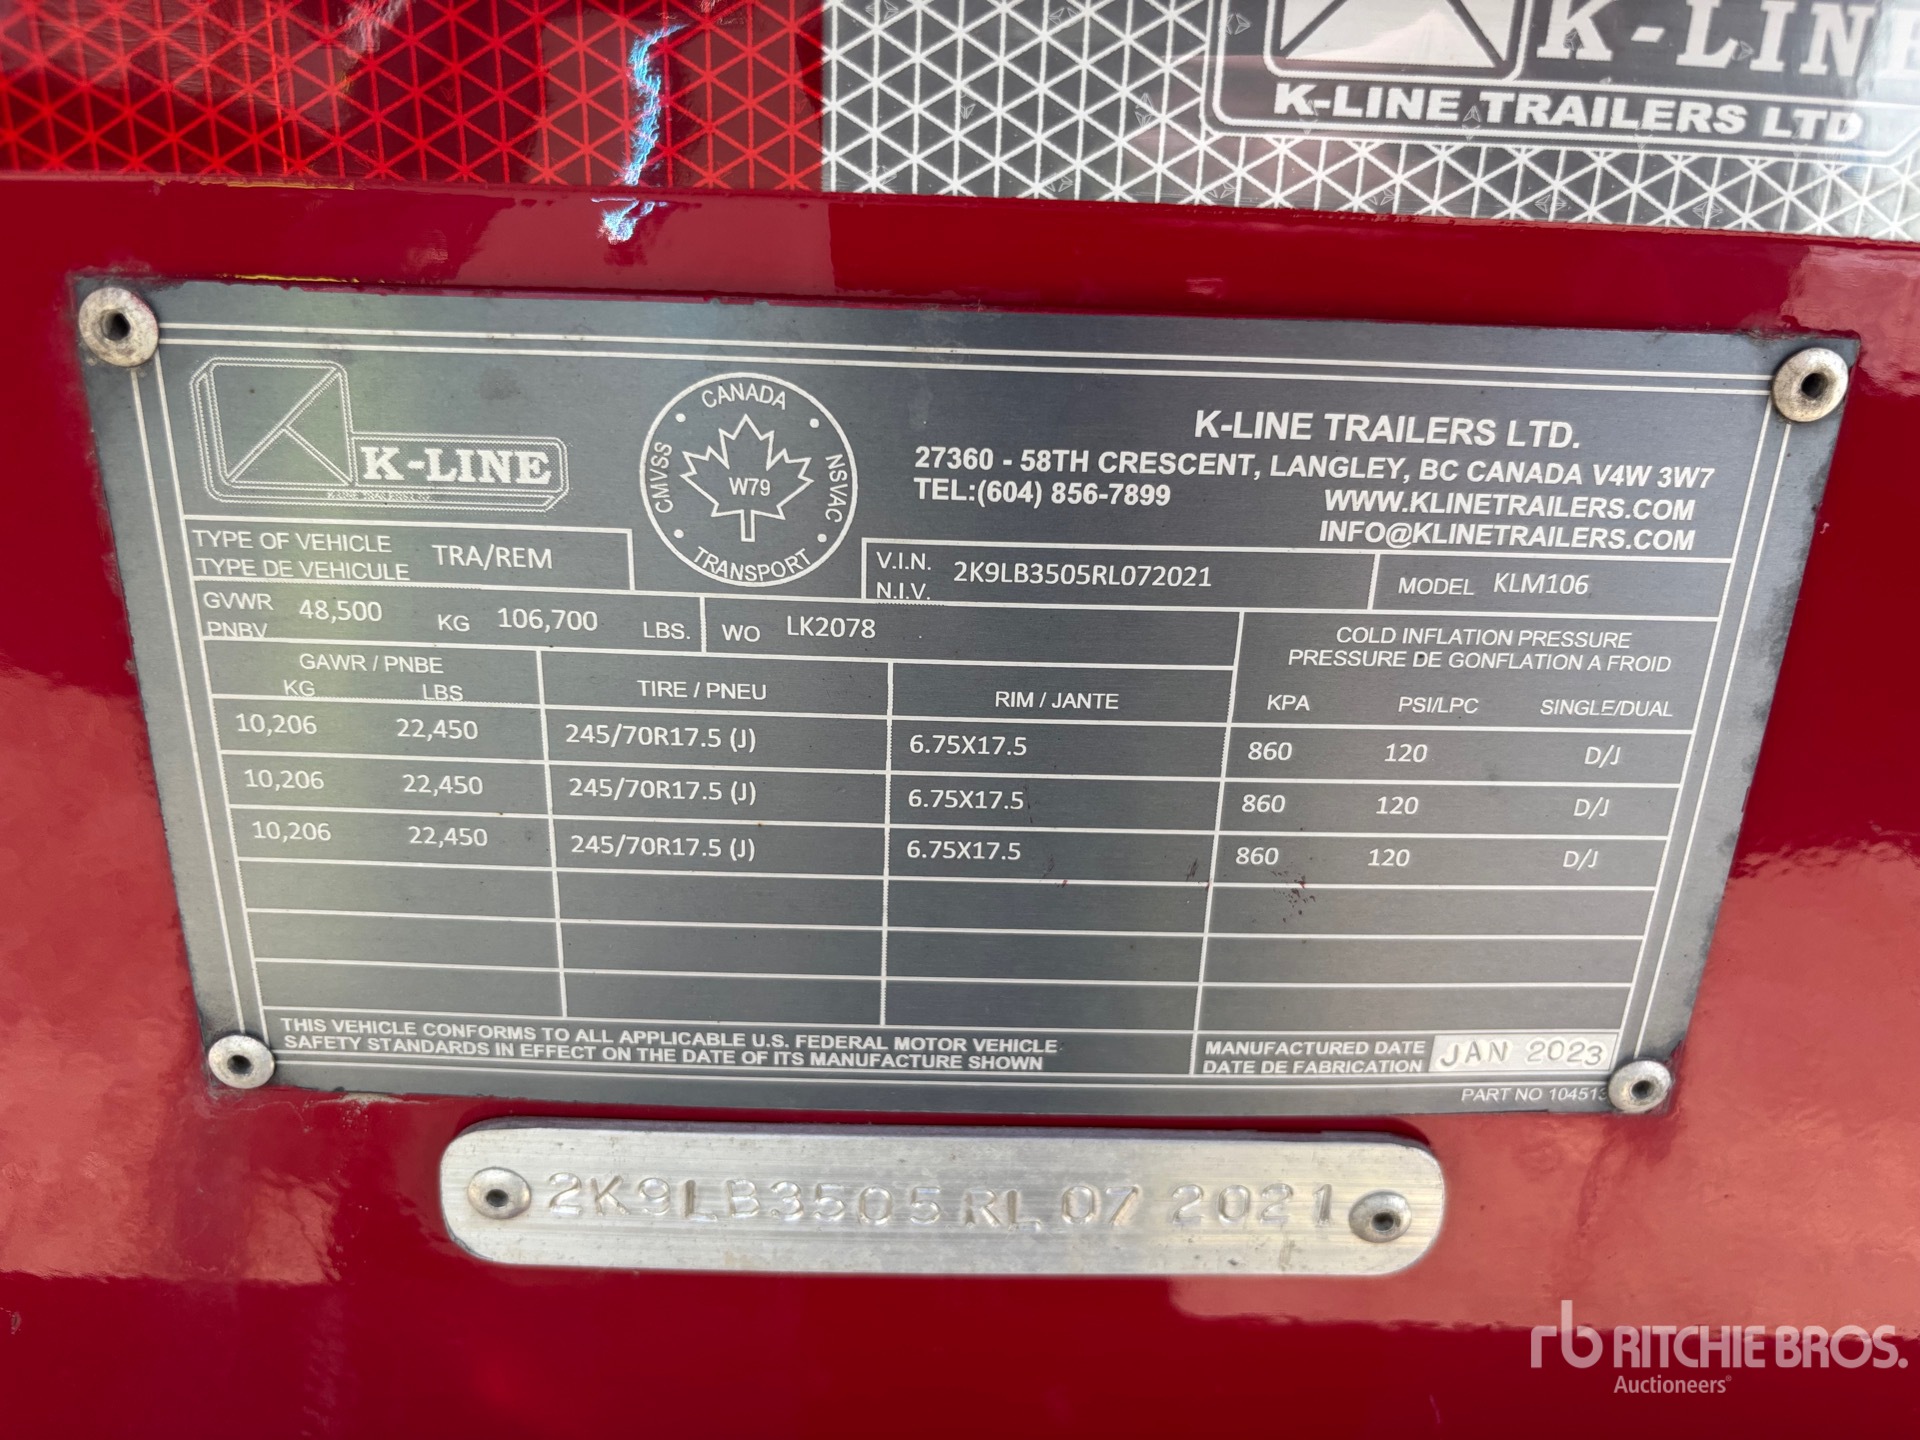 K-LINE
K-LINE TRAILERS LTD
K-LINE
K-LINE TRAILERS LTD.
CANADA
CMVSS
NSVAC
W79
TRANSPORT
K-LINE TRAILERS LTD.
27360 - 58TH CRESCENT, LANGLEY, BC CANADA V4W 3W7
TEL:(604) 856-7899 WWW.KLINETRAILERS.COM
INFO@KLINETRAILERS.COM
TYPE OF VEHICLE TRA/REM
TYPE DE VEHICULE
V.I.N. 2K9LB3505RL072021
N.I.V.
MODEL KLM106
GVWR 48,500 KG 106,700 LBS.
PNBV
WO LK2078
COLD INFLATION PRESSURE
PRESSURE DE GONFLATION A FROID
GAWR / PNBE
KG LBS TIRE / PNEU RIM / JANTE KPA PSI/LPC SINGLE/DUAL
10,206 22,450 245/70R17.5 (J) 6.75X17.5 860 120 D/J
10,206 22,450 245/70R17.5 (J) 6.75X17.5 860 120 D/J
10,206 22,450 245/70R17.5 (J) 6.75X17.5 860 120 D/J
THIS VEHICLE CONFORMS TO ALL APPLICABLE U.S. FEDERAL MOTOR VEHICLE
SAFETY STANDARDS IN EFFECT ON THE DATE OF ITS MANUFACTURE SHOWN
MANUFACTURED DATE JAN 2023
DATE DE FABRICATION
PART NO 104513
2K9LB3505RL072021
rb RITCHIE BROS.
Auctioneers